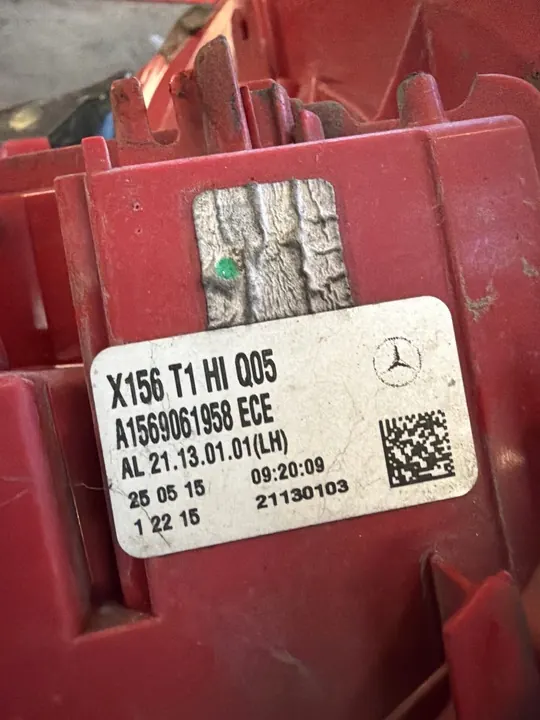 X156 T1 HI Q05
A1569061958 ECE
AL 21.13.01.01(LH)
25 05 15 09:20:09
1 22 15 21130103